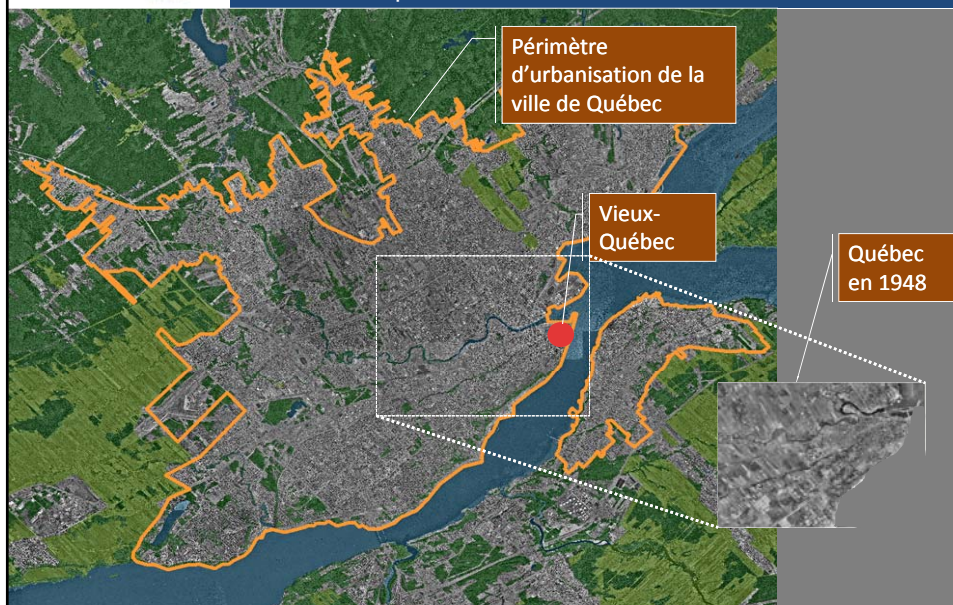 Périmètre
d’urbanisation de la
ville de Québec
Vieux-
Québec
Québec
en 1948